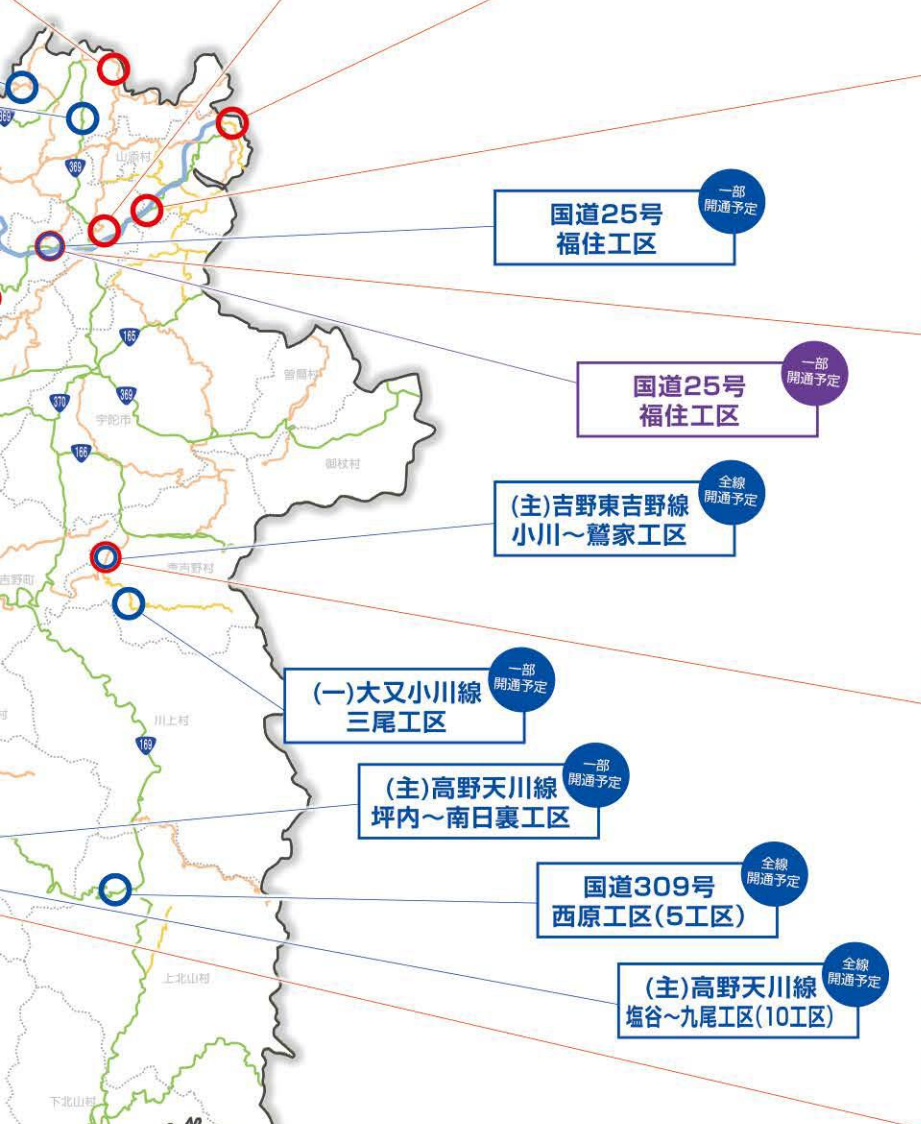 369
369
山添村
一部
開通予定
国道25号
福住工区
165
曽爾村
一部
開通予定
国道25号
福住工区
370
369
宇陀市
166
御杖村
全線
開通予定
(主)吉野東吉野線
小川〜鷲家工区
吉野町
東吉野村
一部
開通予定
(一)大又小川線
三尾工区
村
川上村
169
一部
開通予定
(主)高野天川線
坪内〜南日裏工区
全線
開通予定
国道309号
西原工区(5工区)
上北山村
全線
開通予定
(主)高野天川線
塩谷〜九尾工区(10工区)
下北山村